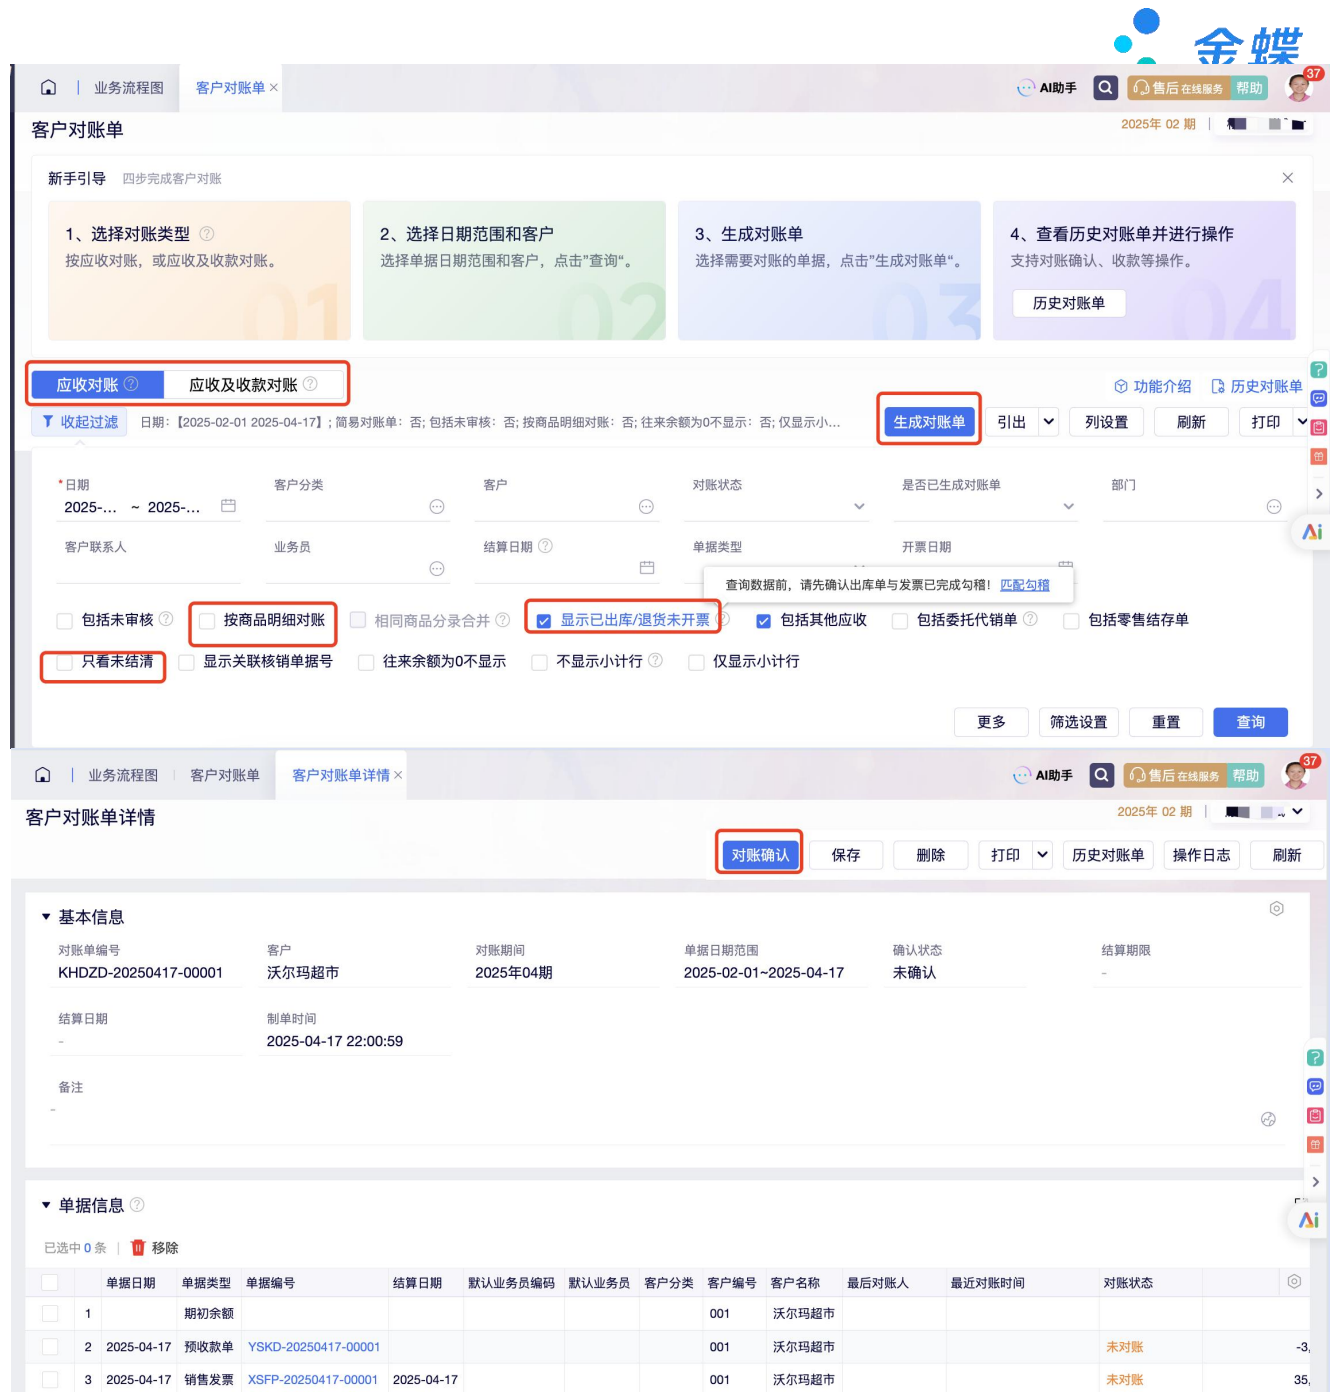 金蝶
业务流程图
客户对账单 ×
AI助手
售后 在线服务 帮助
37
客户对账单
2025年 02 期
新手引导 四步完成客户对账
1、选择对账类型
按应收对账，或应收及收款对账。
01
2、选择日期范围和客户
选择单据日期范围和客户，点击"查询"。
02
3、生成对账单
选择需要对账的单据，点击"生成对账单"。
03
4、查看历史对账单并进行操作
支持对账确认、收款等操作。
历史对账单
04
应收对账 应收及收款对账
功能介绍 历史对账单
收起过滤 日期:【2025-02-01 2025-04-17】; 简易对账单：否; 包括未审核：否; 按商品明细对账：否; 往来余额为0不显示：否; 仅显示小...
生成对账单 引出 列设置 刷新 打印
*日期 客户分类 客户 对账状态 是否已生成对账单 部门
2025-... ~ 2025-...
客户联系人 业务员 结算日期 单据类型 开票日期
查询数据前，请先确认出库单与发票已完成勾稽！ 匹配勾稽
包括未审核 按商品明细对账 相同商品分录合并 显示已出库/退货未开票 包括其他应收 包括委托代销单 包括零售结存单
只看未结清 显示关联核销单据号 往来余额为0不显示 不显示小计行 仅显示小计行
更多 筛选设置 重置 查询
Ai
业务流程图 客户对账单 客户对账单详情 ×
AI助手
售后 在线服务 帮助
37
客户对账单详情
2025年 02 期
对账确认 保存 删除 打印 历史对账单 操作日志 刷新
基本信息
对账单编号 客户 对账期间 单据日期范围 确认状态 结算期限
KHDZD-20250417-00001 沃尔玛超市 2025年04期 2025-02-01~2025-04-17 未确认 -
结算日期 制单时间
- 2025-04-17 22:00:59
备注
-
单据信息
Ai
已选中 0 条 移除
单据日期 单据类型 单据编号 结算日期 默认业务员编码 默认业务员 客户分类 客户编号 客户名称 最后对账人 最近对账时间 对账状态
1 期初余额 001 沃尔玛超市
2 2025-04-17 预收款单 YSKD-20250417-00001 001 沃尔玛超市 未对账 -3,
3 2025-04-17 销售发票 XSFP-20250417-00001 2025-04-17 001 沃尔玛超市 未对账 35,